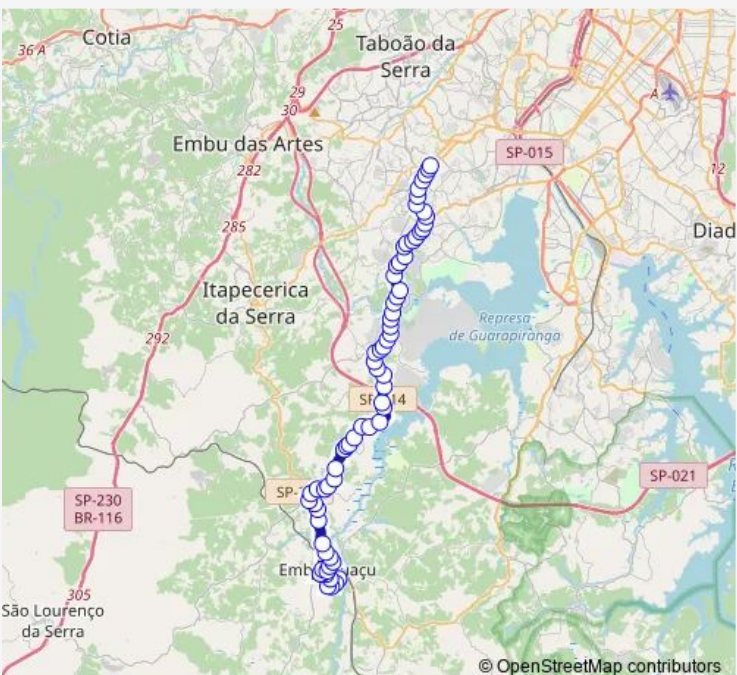 Cotia
36 A
25
Taboão da
Serra
29
30
A
SP-015
Embu das Artes
282
12
285
Diad
Itapecerica
da Serra
Represa
de Guarapiranga
292
SP-021
SP-230
BR-116
305
São Lourenço
da Serra
© OpenStreetMap contributors